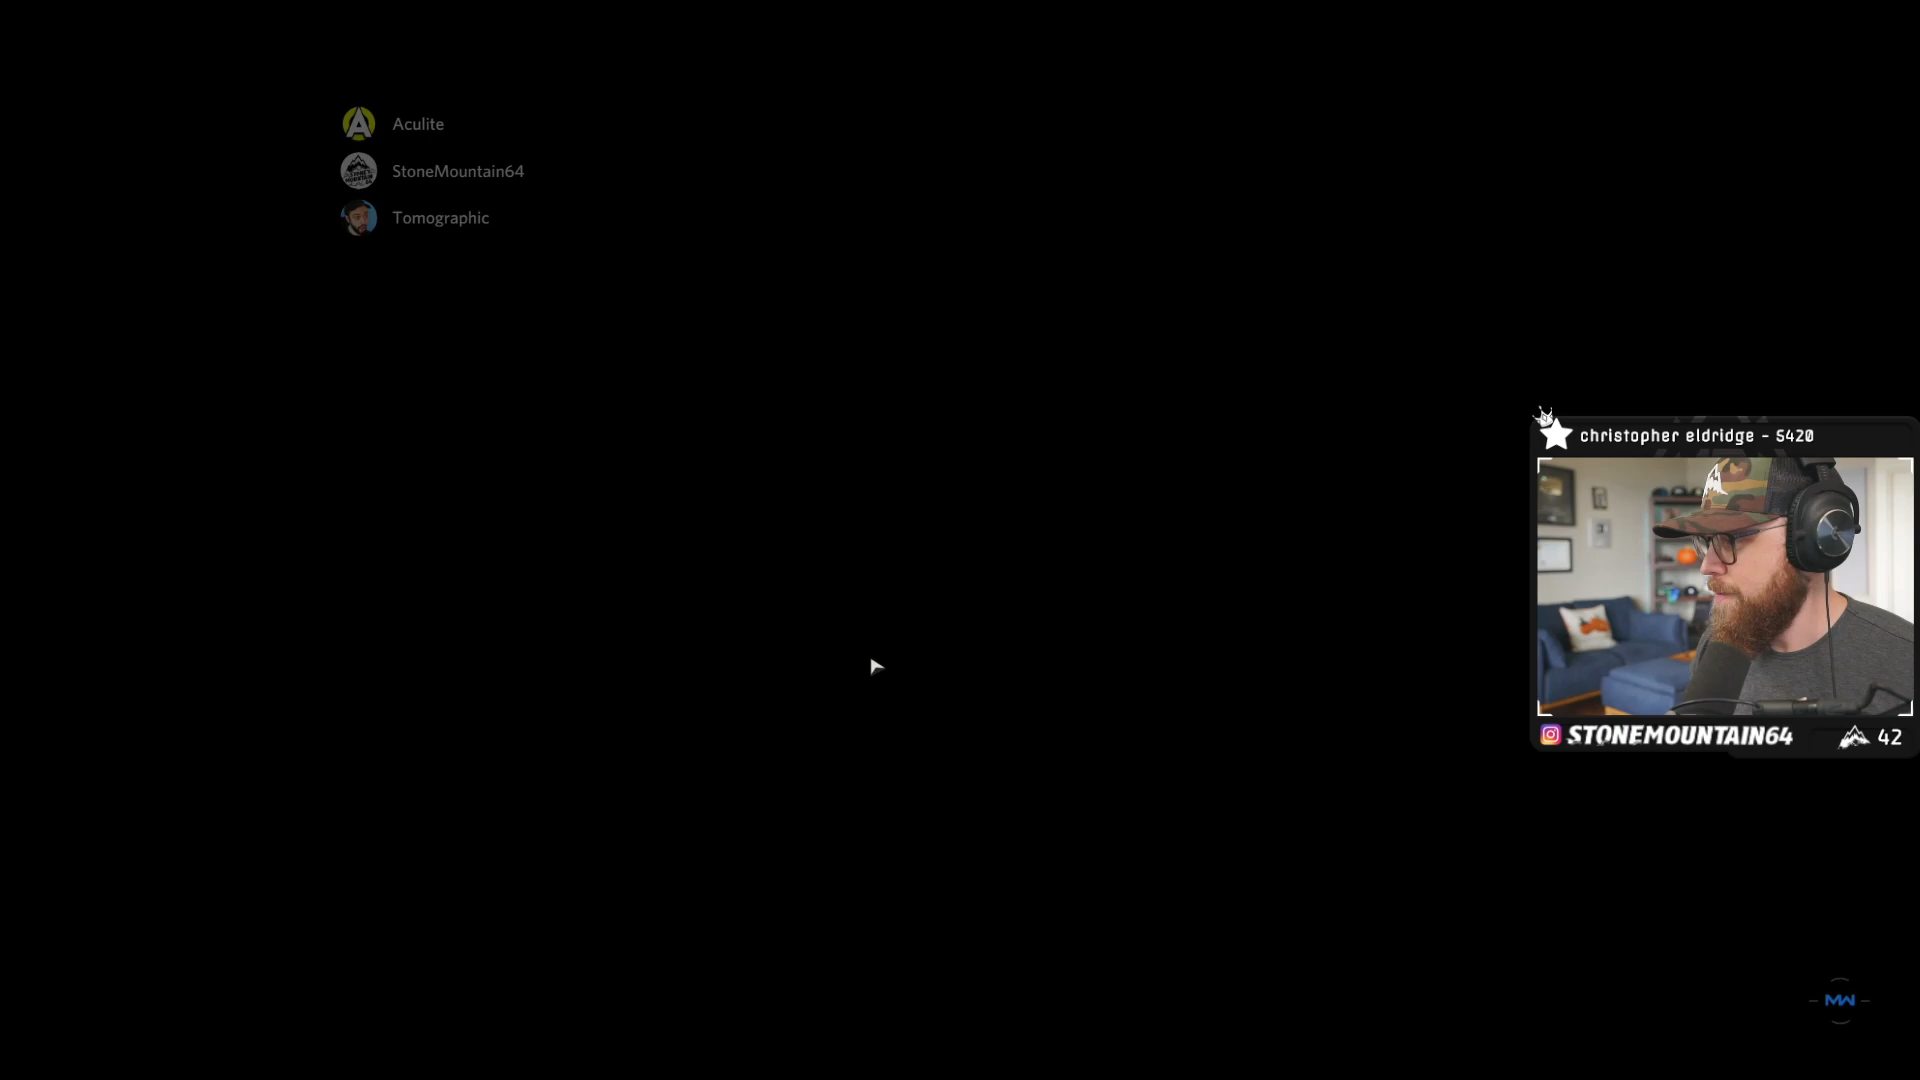 Aculite
StoneMountain64
Tomographic
christopher eldridge - 5420
STONEMOUNTAIN64
42
MW